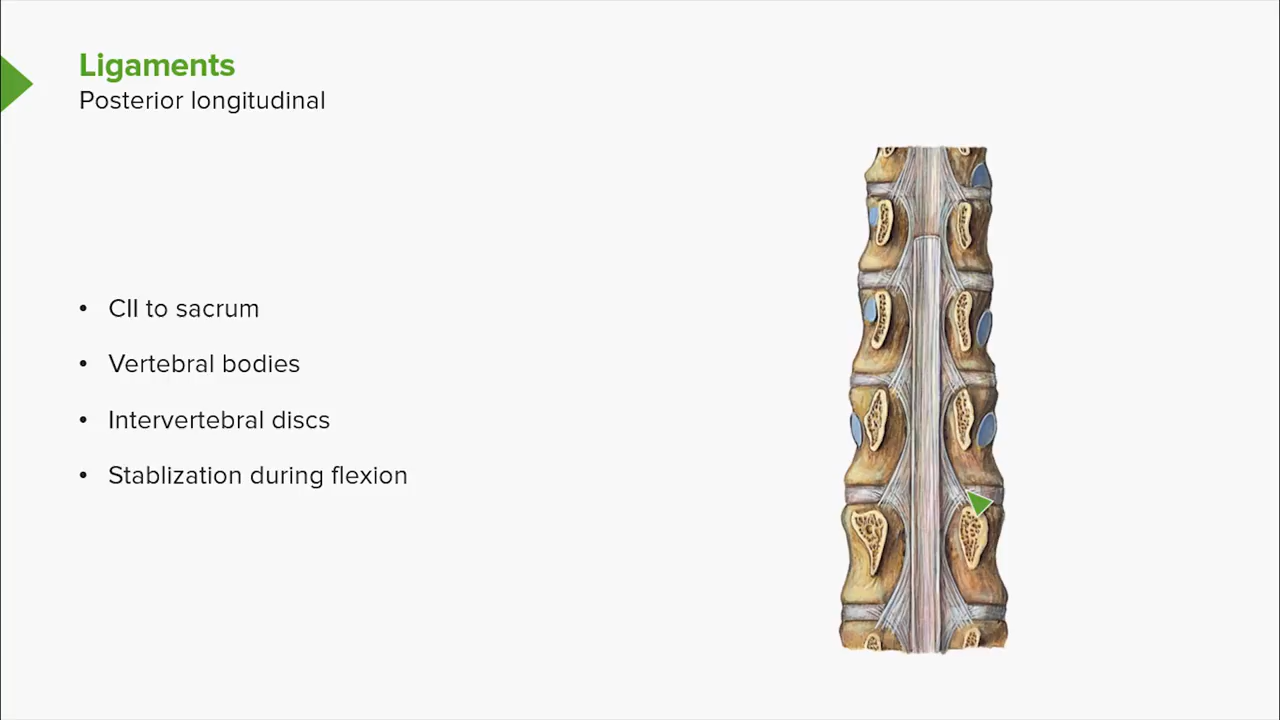 Ligaments
Posterior longitudinal
• CII to sacrum
• Vertebral bodies
• Intervertebral discs
• Stablization during flexion